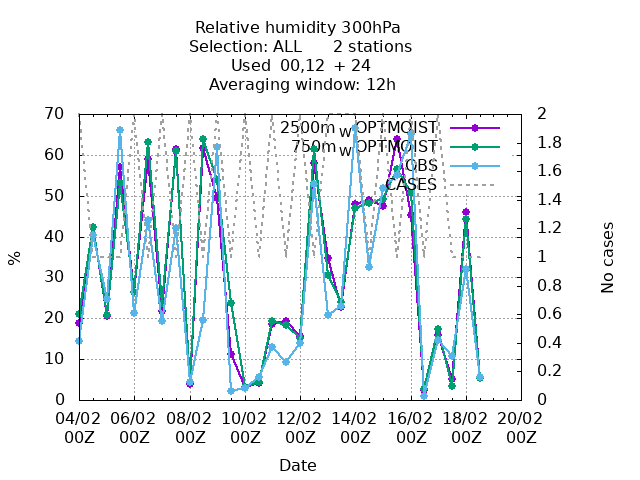 Relative humidity 300hPa
Selection: ALL 2 stations
Used 00,12 + 24
Averaging window: 12h
70 2
2500m w OPTMOIST
60 1.8
750m w OPTMOIST
1.6
OBS
50 1.4
CASES
40 1.2
% 1 No cases
30 0.8
20 0.6
0.4
10 0.2
0 0
04/02 06/02 08/02 10/02 12/02 14/02 16/02 18/02 20/02
00Z 00Z 00Z 00Z 00Z 00Z 00Z 00Z 00Z
Date